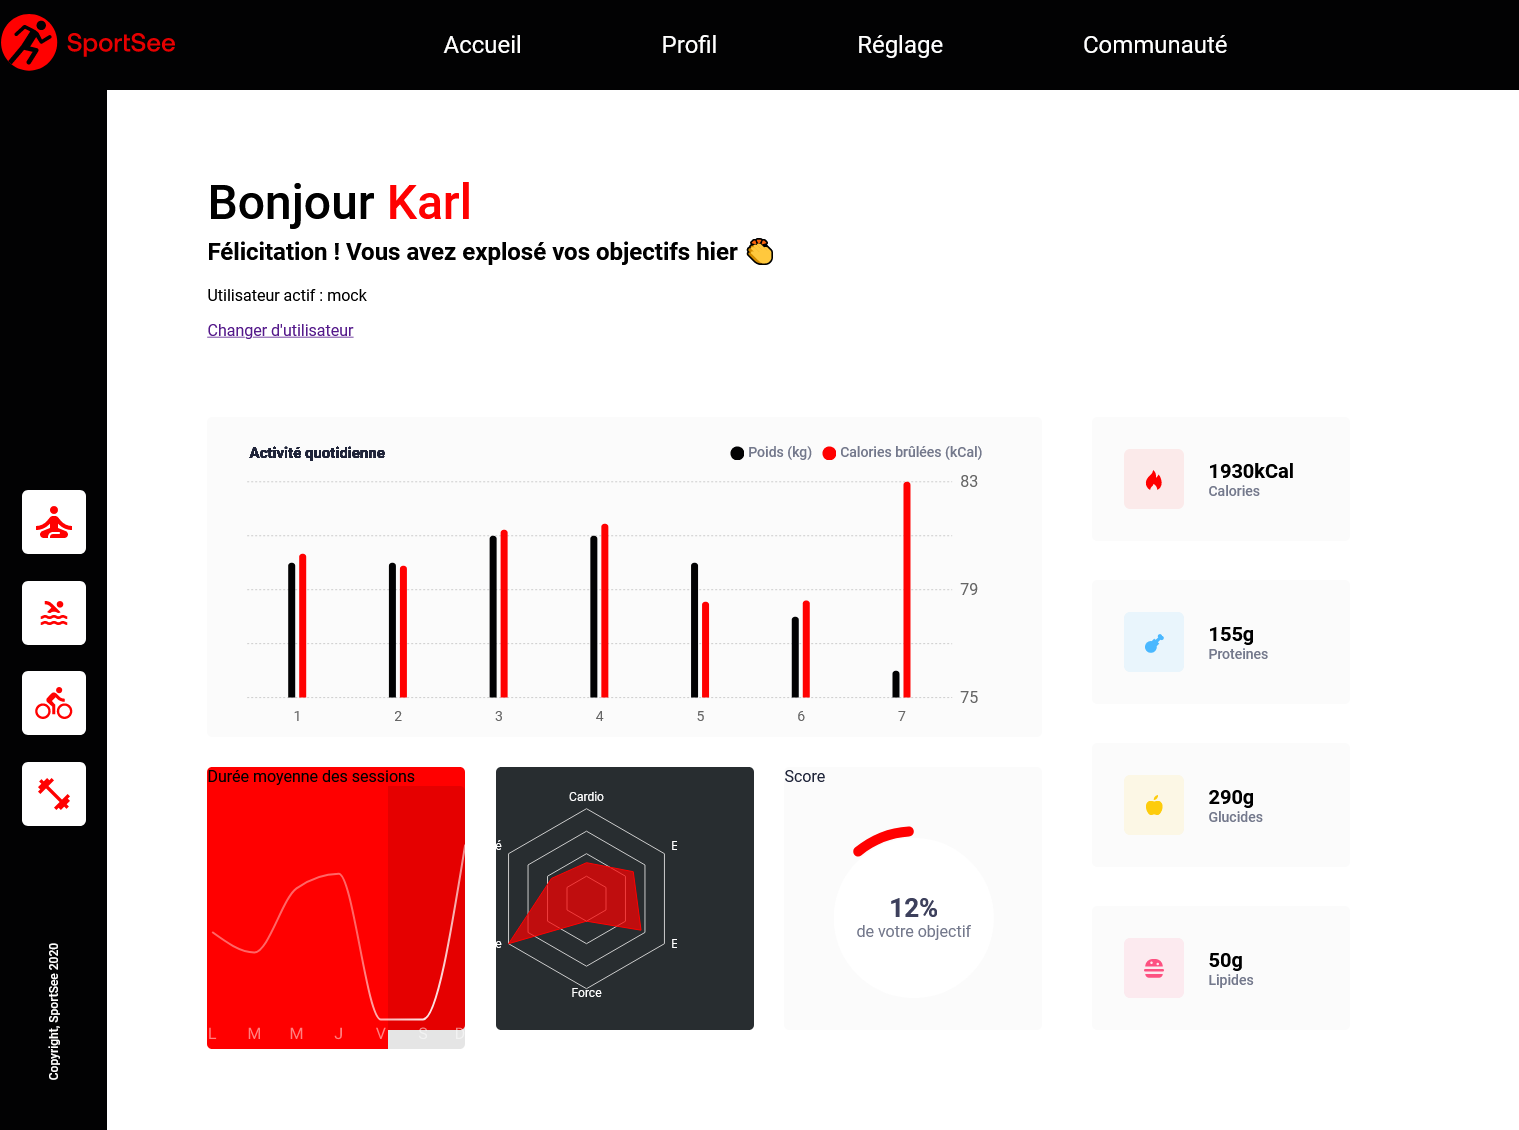 SportSee
Accueil
Profil
Réglage
Communauté
Bonjour Karl
Félicitation ! Vous avez explosé vos objectifs hier 👏
Utilisateur actif : mock
Changer d'utilisateur
Activité quotidienne
Poids (kg)
Calories brûlées (kCal)
83
79
75
1 2 3 4 5 6 7
1930kCal
Calories
155g
Proteines
290g
Glucides
50g
Lipides
Durée moyenne des sessions
L M M J V S D
Cardio
é
E
e
E
Force
Score
12%
de votre objectif
Copyright, SportSee 2020